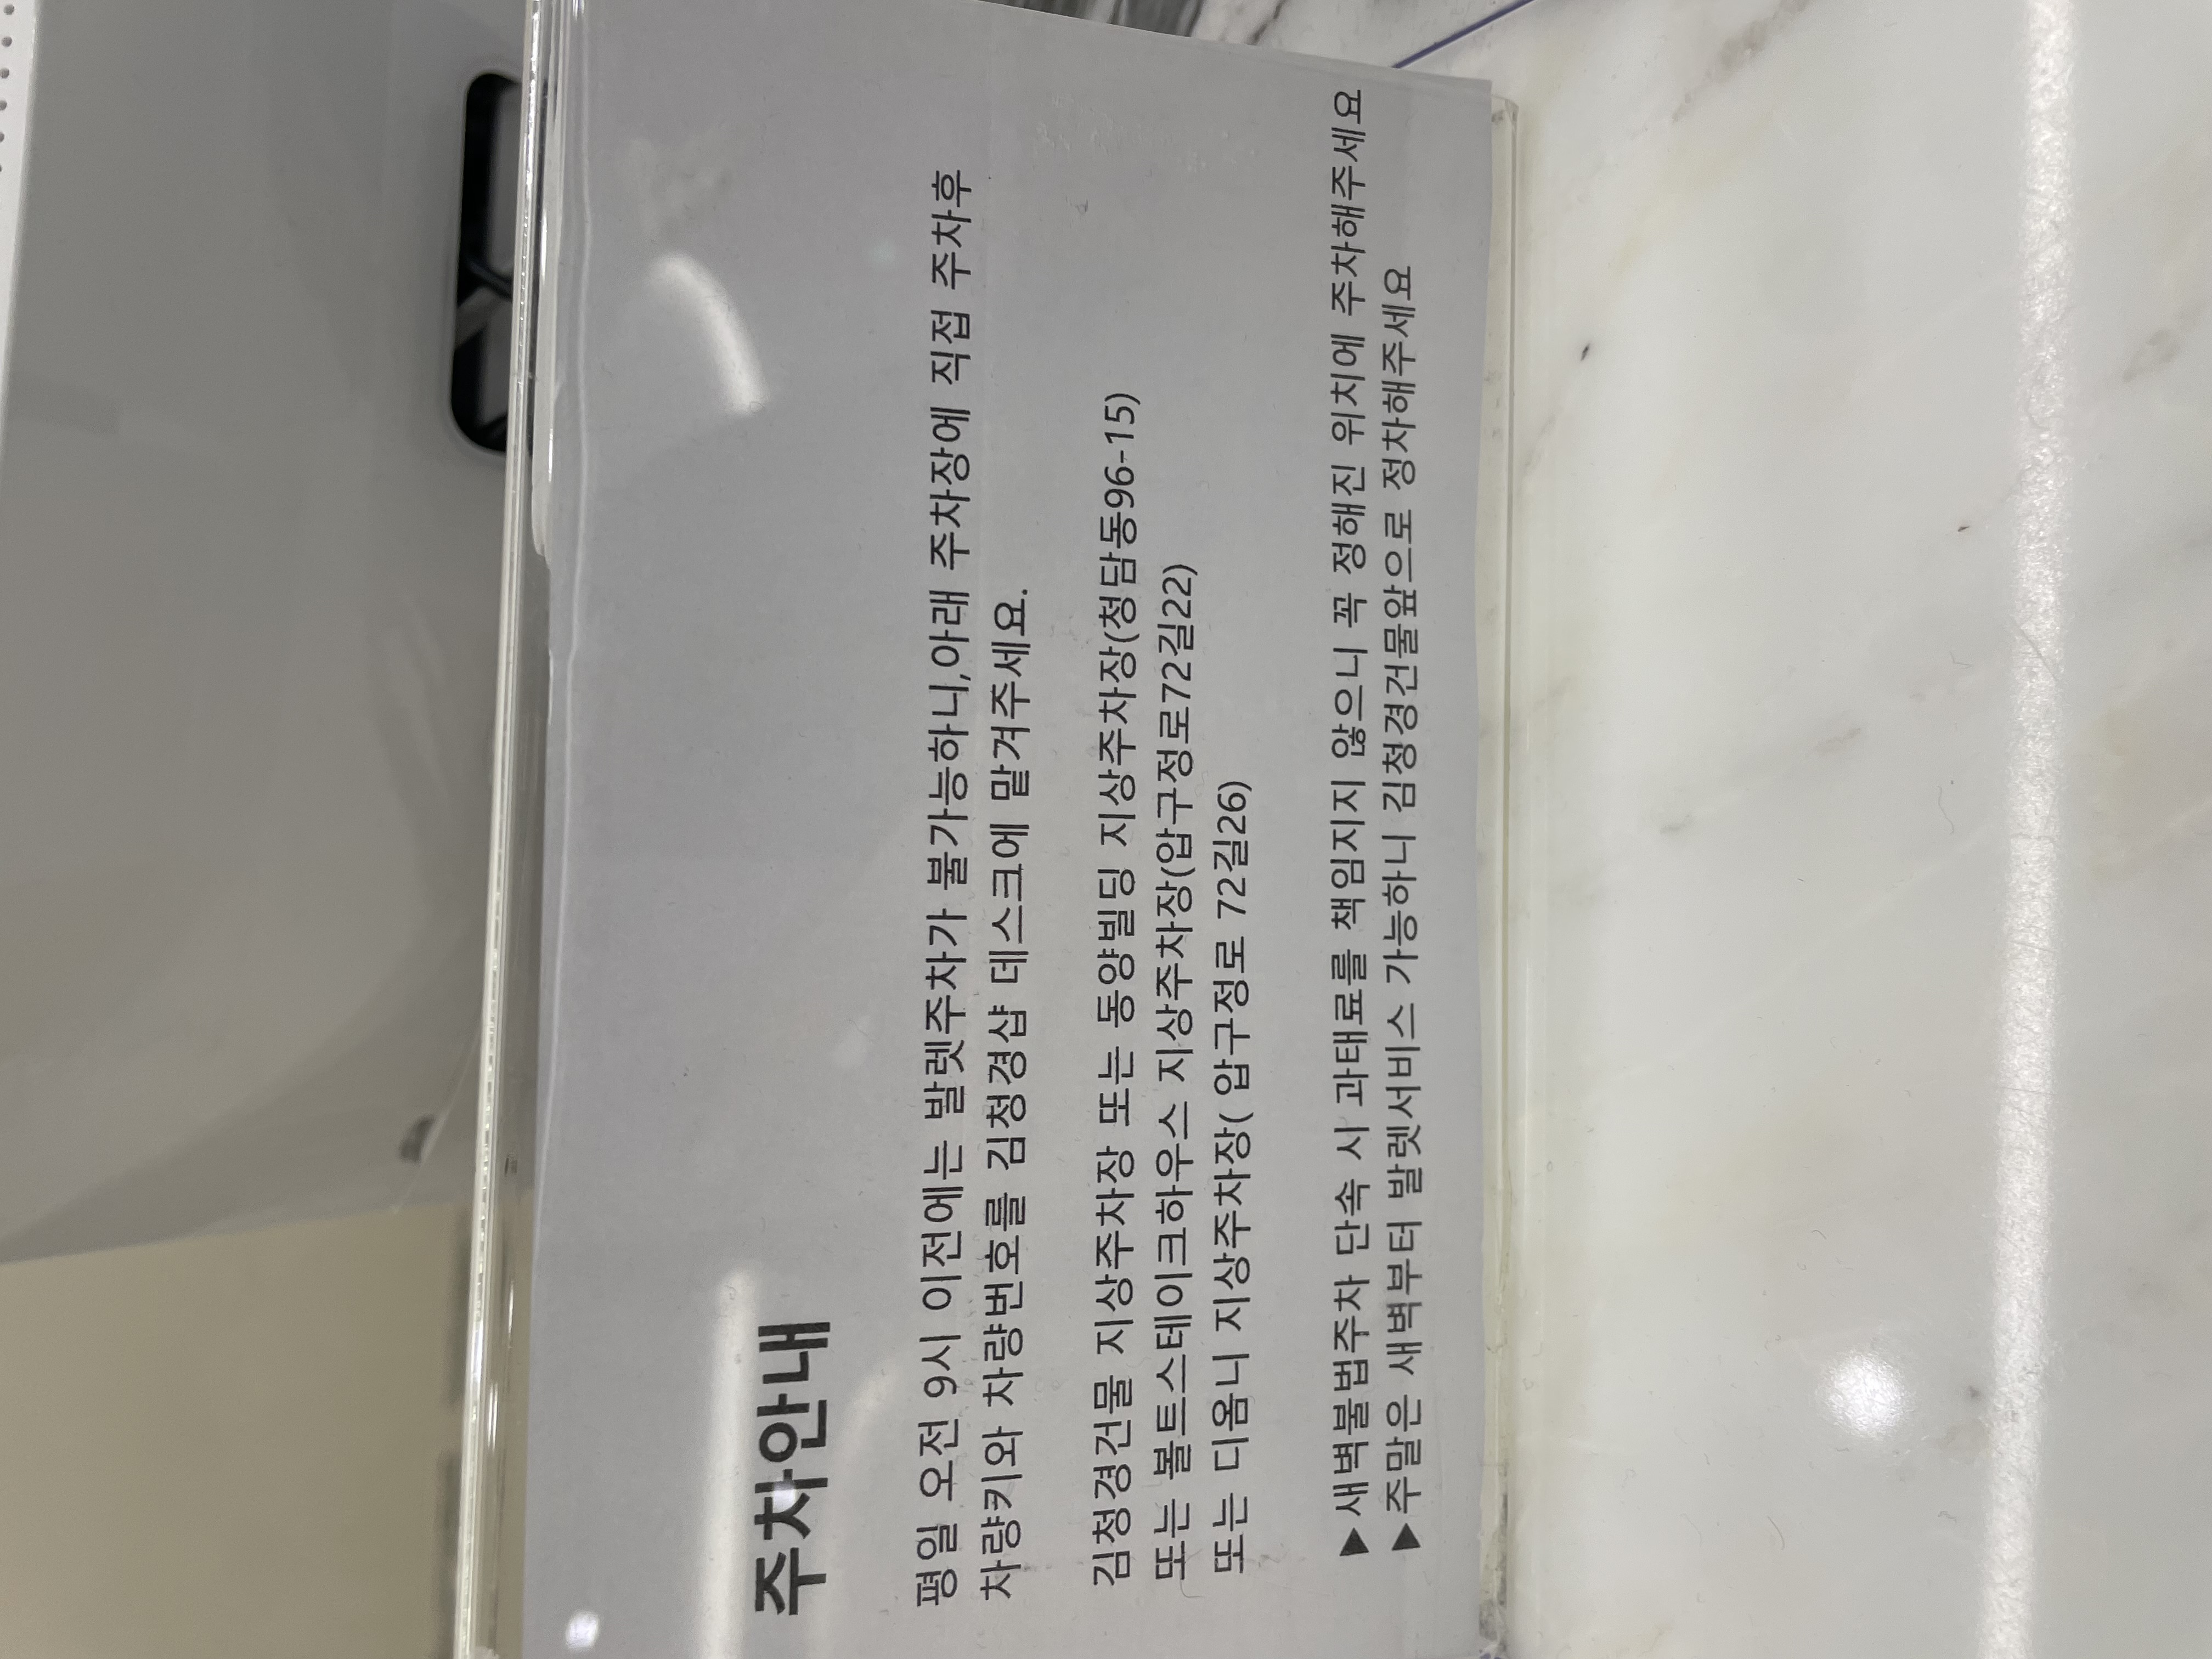 주차안내
평일 오전 9시 이전에는 발렛주차가 불가능하니,아래 주차장에 직접 주차후
차량키와 차량번호를 김청경샵 데스크에 맡겨주세요.
김청경건물 지상주차장 또는 동양빌딩 지상주차장(청담동96-15)
또는 볼트스테이크하우스 지상주차장(압구정로72길22)
또는 디옴니 지상주차장( 압구정로 72길26)
▶새벽불법주차 단속 시 과태료를 책임지지 않으니 꼭 정해진 위치에 주차해주세요
▶주말은 새벽부터 발렛서비스 가능하니 김청경건물앞으로 정차해주세요